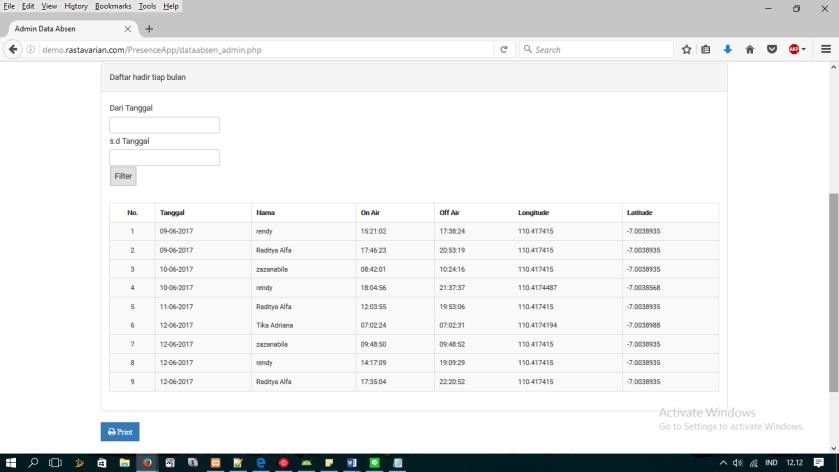 File Edit View History Bookmarks Tools Help
Admin Data Absen
demo.rastavarian.com/PresenceApp/dataabsen_admin.php
Search
ABP
Daftar hadir tiap bulan
Dari Tanggal
s.d Tanggal
Filter
No. Tanggal Nama On Air Off Air Longitude Latitude
1 09-06-2017 rendy 15:21:02 17:38:24 110.417415 -7.0038935
2 09-06-2017 Raditya Alfa 17:46:23 20:53:19 110.417415 -7.0038935
3 10-06-2017 zazanabila 08:42:01 10:24:16 110.417415 -7.0038935
4 10-06-2017 rendy 18:04:56 21:37:37 110.4174487 -7.0038568
5 11-06-2017 Raditya Alfa 12:03:55 19:53:06 110.417415 -7.0038935
6 12-06-2017 Tika Adriana 07:02:24 07:02:31 110.4174194 -7.0038988
7 12-06-2017 zazanabila 09:48:50 09:48:52 110.417415 -7.0038935
8 12-06-2017 rendy 14:17:09 19:09:29 110.417415 -7.0038935
9 12-06-2017 Raditya Alfa 17:35:04 22:20:52 110.417415 -7.0038935
Activate Windows
Go to Settings to activate Windows.
Print
IND 12.12